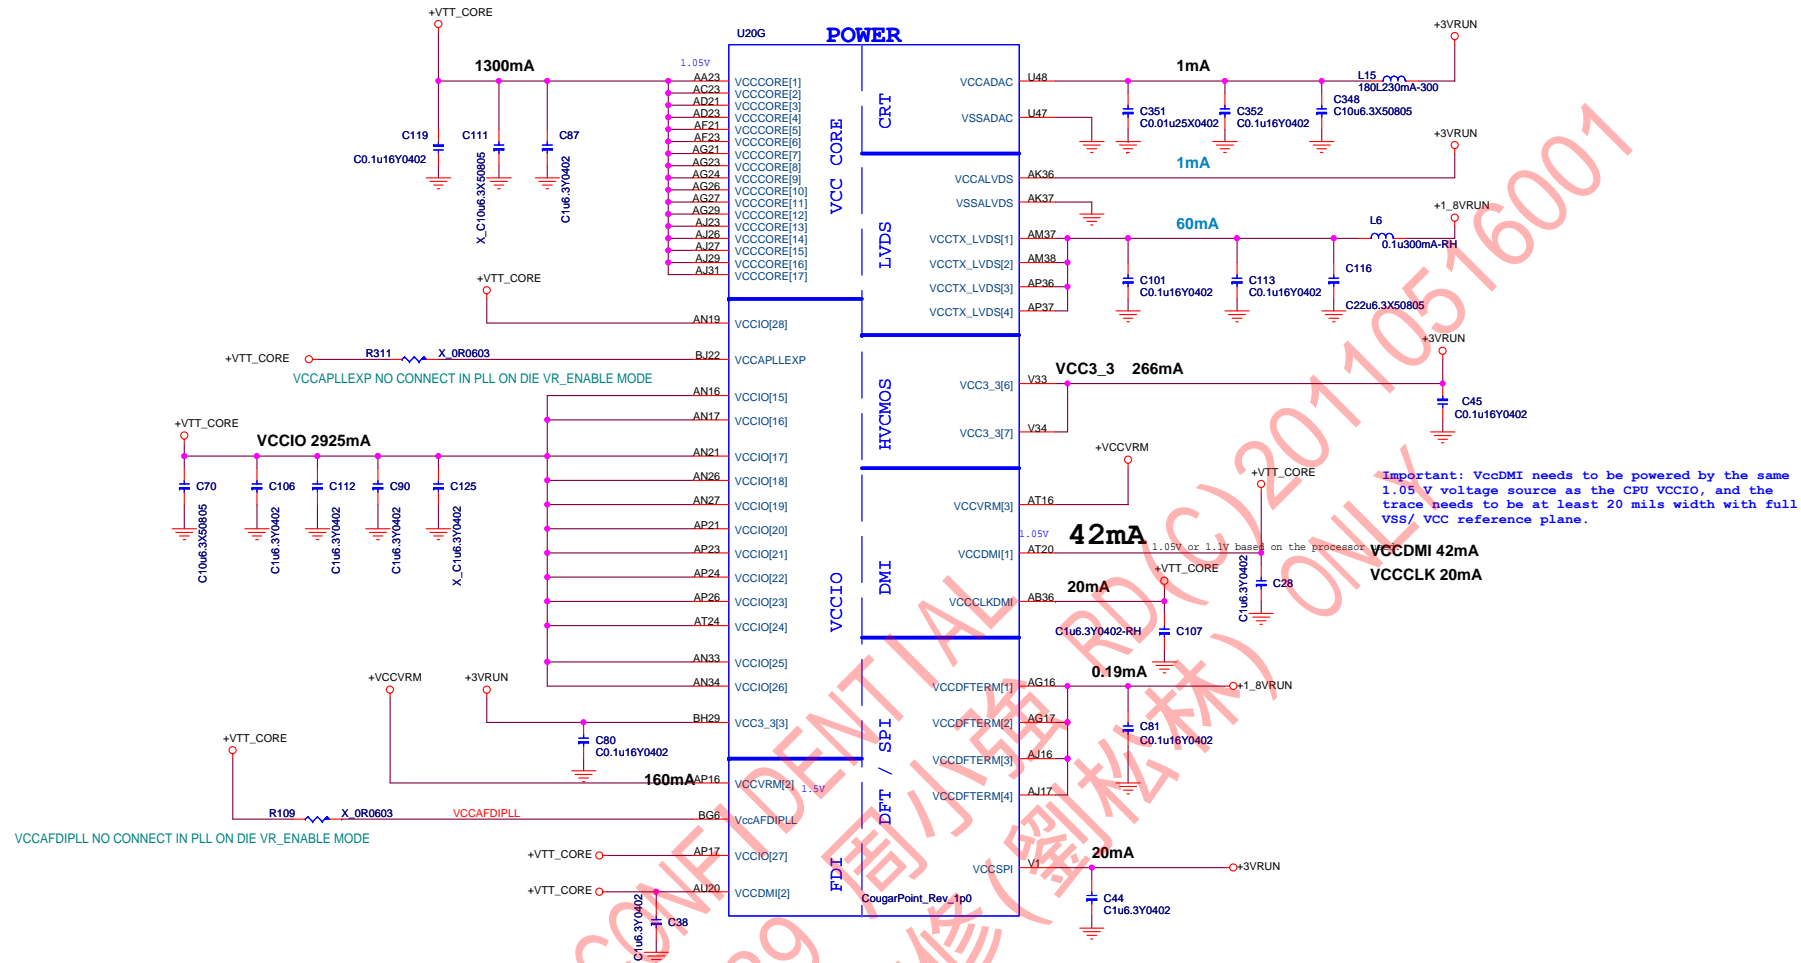 +VTT_CORE
1300mA
1.05V
U20G
POWER
+3VRUN
C119
C0.1u16Y0402
C111
X_C10u6.3X50805
C87
C1u6.3Y0402
AA23 VCCCORE[1]
AC23 VCCCORE[2]
AD21 VCCCORE[3]
AD23 VCCCORE[4]
AF21 VCCCORE[5]
AF23 VCCCORE[6]
AG21 VCCCORE[7]
AG23 VCCCORE[8]
AG24 VCCCORE[9]
AG26 VCCCORE[10]
AG27 VCCCORE[11]
AG29 VCCCORE[12]
AJ23 VCCCORE[13]
AJ26 VCCCORE[14]
AJ27 VCCCORE[15]
AJ29 VCCCORE[16]
AJ31 VCCCORE[17]
VCC CORE
CRT
LVDS
VCCADAC U48
1mA
L15
180L230mA-300
C351
C0.01u25X0402
C352
C0.1u16Y0402
C348
C10u6.3X50805
VSSADAC U47
+3VRUN
1mA
VCCALVDS AK36
VSSALVDS AK37
+1_8VRUN
60mA
L6
0.1u300mA-RH
VCCTX_LVDS[1] AM37
VCCTX_LVDS[2] AM38
VCCTX_LVDS[3] AP36
VCCTX_LVDS[4] AP37
C101
C0.1u16Y0402
C113
C0.1u16Y0402
C116
C22u6.3X50805
+VTT_CORE
AN19 VCCIO[28]
+VTT_CORE
R311 X_0R0603
BJ22 VCCAPLLEXP
VCCAPLLEXP NO CONNECT IN PLL ON DIE VR_ENABLE MODE
AN16 VCCIO[15]
AN17 VCCIO[16]
AN21 VCCIO[17]
AN26 VCCIO[18]
AN27 VCCIO[19]
AP21 VCCIO[20]
AP23 VCCIO[21]
AP24 VCCIO[22]
AP26 VCCIO[23]
AT24 VCCIO[24]
AN33 VCCIO[25]
AN34 VCCIO[26]
VCCIO
+VTT_CORE
VCCIO 2925mA
C70
C10u6.3X50805
C106
C1u6.3Y0402
C112
C1u6.3Y0402
C90
C1u6.3Y0402
C125
X_C1u6.3Y0402
HVCMOS
+3VRUN
VCC3_3 266mA
VCC3_3[6] V33
VCC3_3[7] V34
C45
C0.1u16Y0402
DMI
+VCCVRM
VCCVRM[3] AT16
+VTT_CORE
Important: VccDMI needs to be powered by the same
1.05 V voltage source as the CPU VCCIO, and the
trace needs to be at least 20 mils width with full
VSS/ VCC reference plane.
1.05V
42mA
1.05V or 1.1V based on the processor
VCCDMI[1] AT20
VCCDMI 42mA
VCCCLK 20mA
C28
C1u6.3Y0402
+VTT_CORE
20mA
VCCCLKDMI AB36
C1u6.3Y0402-RH
C107
+VCCVRM
+3VRUN
BH29 VCC3_3[3]
C80
C0.1u16Y0402
DFT / SPI
0.19mA
+1_8VRUN
VCCDFTERM[1] AG16
VCCDFTERM[2] AG17
VCCDFTERM[3] AJ16
VCCDFTERM[4] AJ17
C81
C0.1u16Y0402
+VTT_CORE
160mA
AP16 VCCVRM[2]
1.5V
R109 X_0R0603
VCCAFDIPLL
BG6 VccAFDIPLL
VCCAFDIPLL NO CONNECT IN PLL ON DIE VR_ENABLE MODE
+VTT_CORE
AP17 VCCIO[27]
FDI
+VTT_CORE
AU20 VCCDMI[2]
C1u6.3Y0402
C38
VCCSPI V1
20mA
+3VRUN
C44
C1u6.3Y0402
CougarPoint_Rev_1p0
CONFIDENTIAL
周小強 RD(C)20110516001
修(劉松林) ONLY